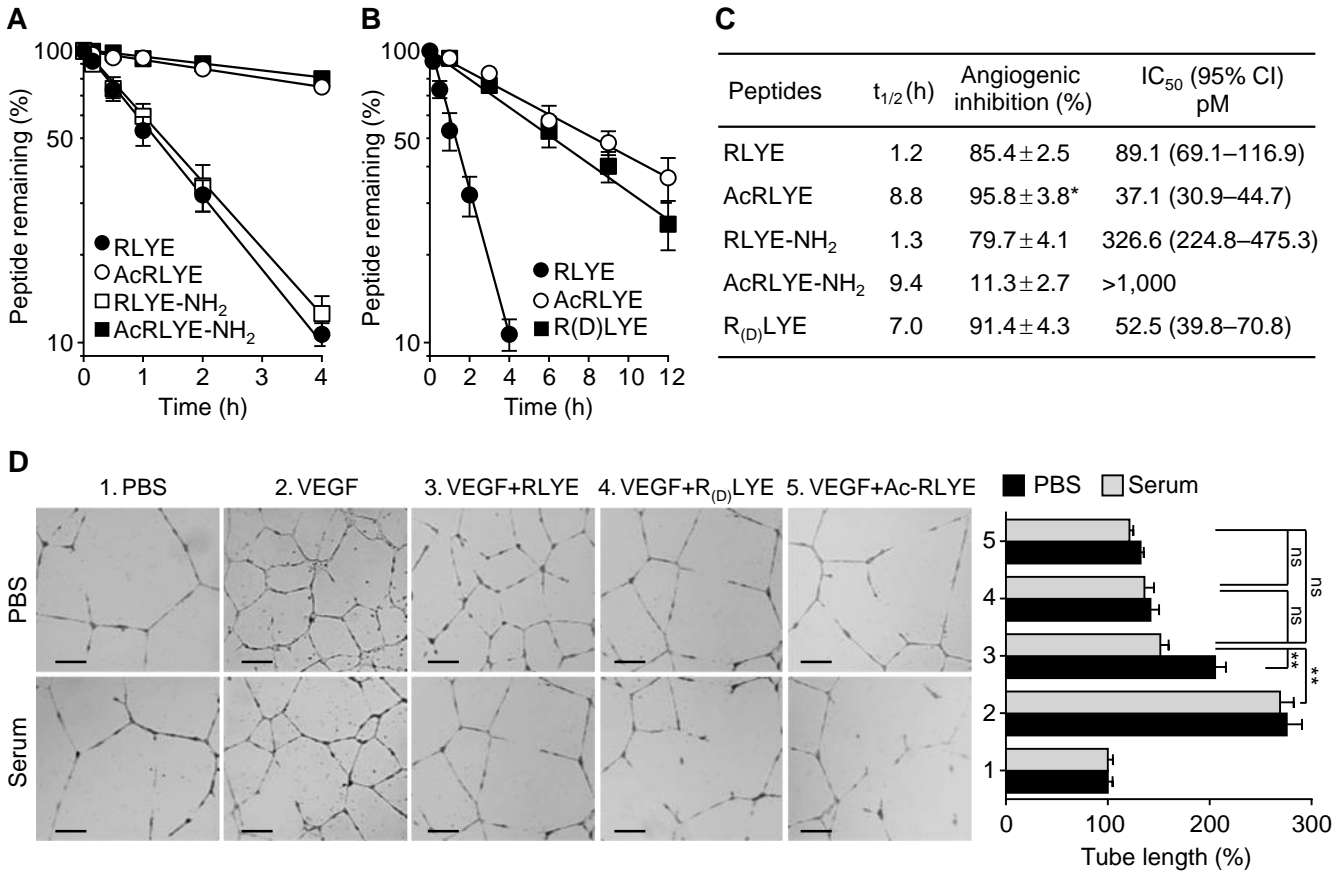 A
100
50
10
Peptide remaining (%)
RLYE
AcRLYE
RLYE-NH2
AcRLYE-NH2
0 1 2 3 4
Time (h)
B
100
50
10
Peptide remaining (%)
RLYE
AcRLYE
R(D)LYE
0 2 4 6 8 10 12
Time (h)
C
Peptides t1/2 (h) Angiogenic inhibition (%) IC50 (95% CI) pM
RLYE 1.2 85.4±2.5 89.1 (69.1–116.9)
AcRLYE 8.8 95.8±3.8* 37.1 (30.9–44.7)
RLYE-NH2 1.3 79.7±4.1 326.6 (224.8–475.3)
AcRLYE-NH2 9.4 11.3±2.7 >1,000
R(D)LYE 7.0 91.4±4.3 52.5 (39.8–70.8)
D
1. PBS 2. VEGF 3. VEGF+RLYE 4. VEGF+R(D)LYE 5. VEGF+Ac-RLYE
PBS
Serum
PBS Serum
5
4
3
2
1
ns
ns
ns
**
**
0 100 200 300
Tube length (%)